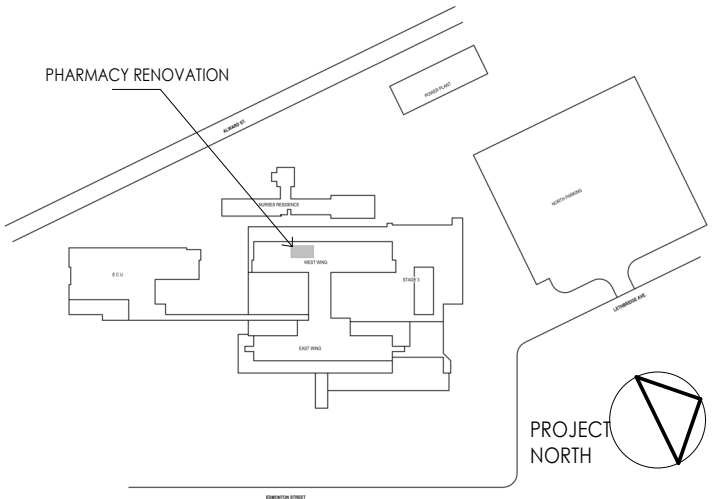 PHARMACY RENOVATION
POWER PLANT
ALWARD ST.
NORTH PARKING
NURSES RESIDENCE
WEST WING
E C U
STAGE 3
LETHBRIDGE AVE.
EAST WING
PROJECT
NORTH
EDMONTON STREET